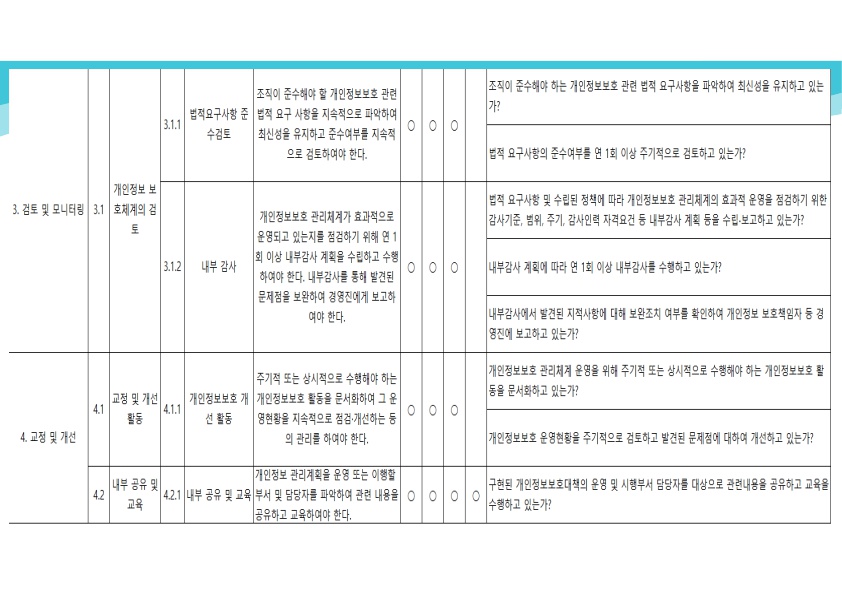 3. 검토 및 모니터링
3.1
개인정보 보
호체계의 검
토
3.1.1
법적요구사항 준
수검토
조직이 준수해야 할 개인정보보호 관련
법적 요구 사항을 지속적으로 파악하여
최신성을 유지하고 준수여부를 지속적
으로 검토하여야 한다.
○ ○ ○
조직이 준수해야 하는 개인정보보호 관련 법적 요구사항을 파악하여 최신성을 유지하고 있는
가?
법적 요구사항의 준수여부를 연 1회 이상 주기적으로 검토하고 있는가?
3.1.2
내부 감사
개인정보보호 관리체계가 효과적으로
운영되고 있는지를 점검하기 위해 연 1
회 이상 내부감사 계획을 수립하고 수행
하여야 한다. 내부감사를 통해 발견된
문제점을 보완하여 경영진에게 보고하
여야 한다.
○ ○ ○
법적 요구사항 및 수립된 정책에 따라 개인정보보호 관리체계의 효과적 운영을 점검하기 위한
감사기준, 범위, 주기, 감사인력 자격요건 등 내부감사 계획 등을 수립·보고하고 있는가?
내부감사 계획에 따라 연 1회 이상 내부감사를 수행하고 있는가?
내부감사에서 발견된 지적사항에 대해 보완조치 여부를 확인하여 개인정보 보호책임자 등 경
영진에 보고하고 있는가?
4. 교정 및 개선
4.1
교정 및 개선
활동
4.1.1
개인정보보호 개
선 활동
주기적 또는 상시적으로 수행해야 하는
개인정보보호 활동을 문서화하여 그 운
영현황을 지속적으로 점검·개선하는 등
의 관리를 하여야 한다.
○ ○ ○
개인정보보호 관리체계 운영을 위해 주기적 또는 상시적으로 수행해야 하는 개인정보보호 활
동을 문서화하고 있는가?
개인정보보호 운영현황을 주기적으로 검토하고 발견된 문제점에 대하여 개선하고 있는가?
4.2
내부 공유 및
교육
4.2.1
내부 공유 및 교육
개인정보 관리계획을 운영 또는 이행할
부서 및 담당자를 파악하여 관련 내용을
공유하고 교육하여야 한다.
○ ○ ○ ○
구현된 개인정보보호대책의 운영 및 시행부서 담당자를 대상으로 관련내용을 공유하고 교육을
수행하고 있는가?